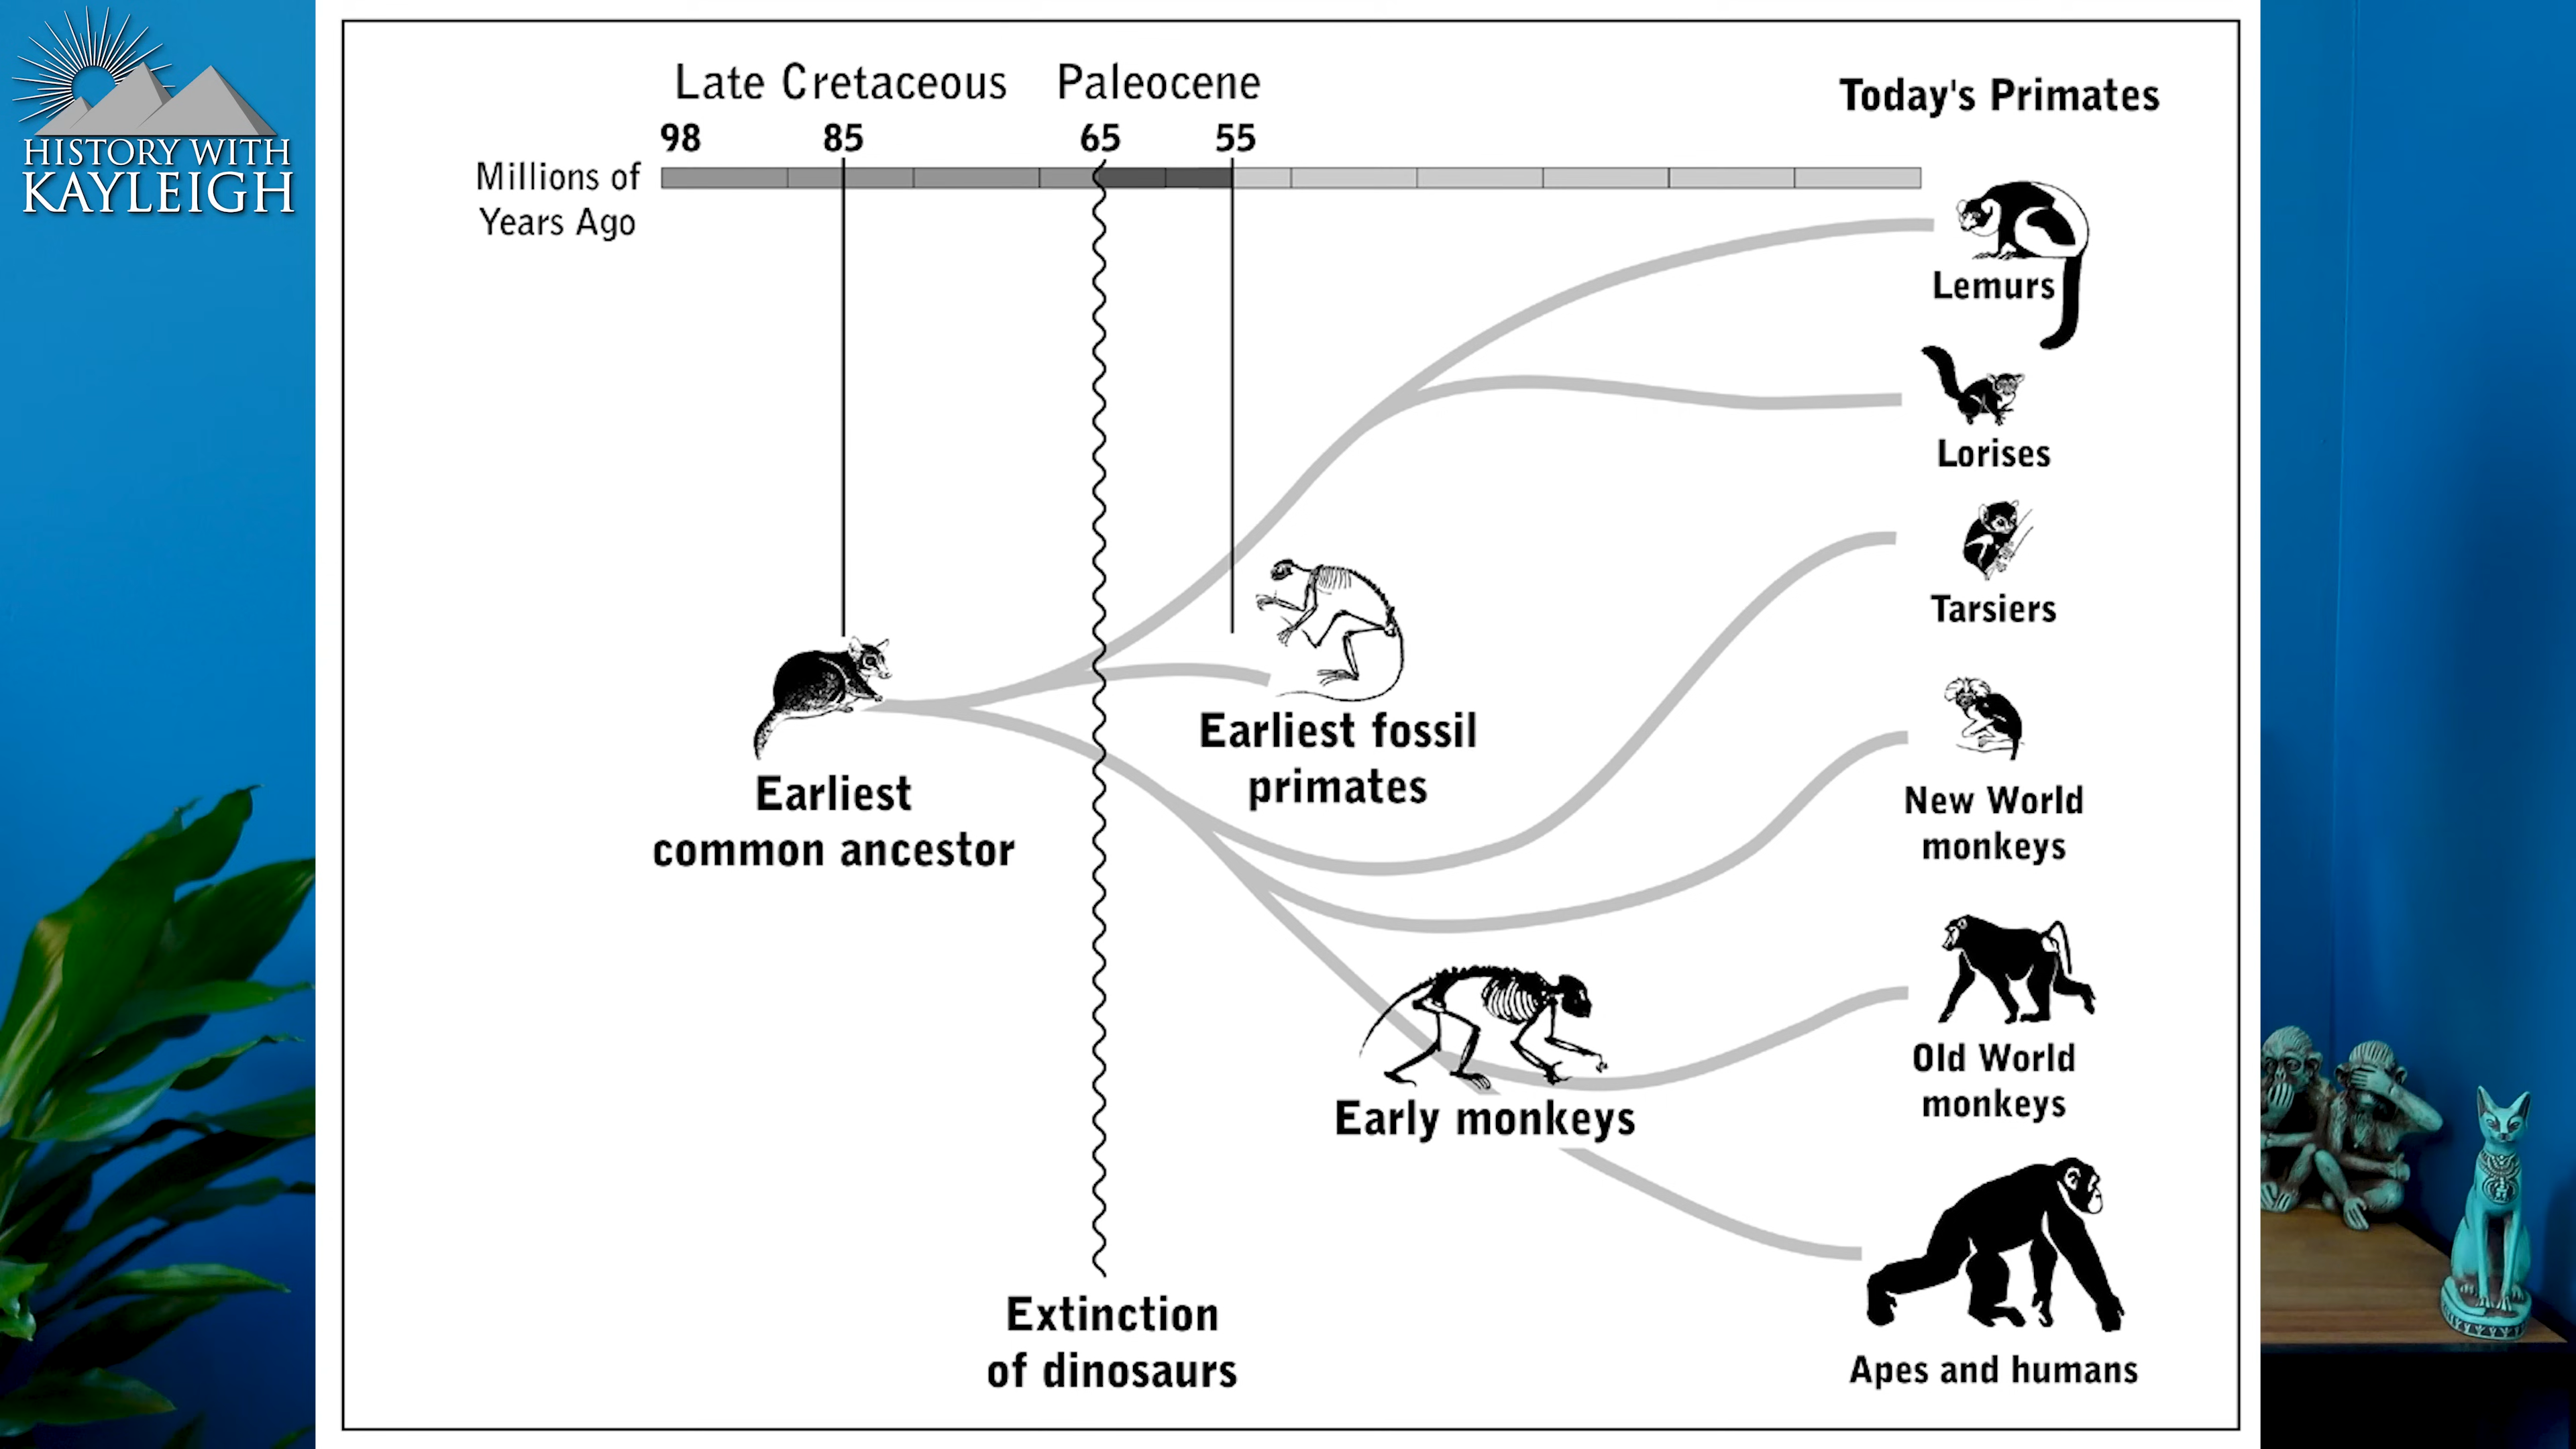 HISTORY WITH
KAYLEIGH
Late Cretaceous
Paleocene
Today's Primates
98
85
65
55
Millions of
Years Ago
Lemurs
Lorises
Tarsiers
Earliest fossil
primates
Earliest
common ancestor
New World
monkeys
Old World
monkeys
Early monkeys
Extinction
of dinosaurs
Apes and humans